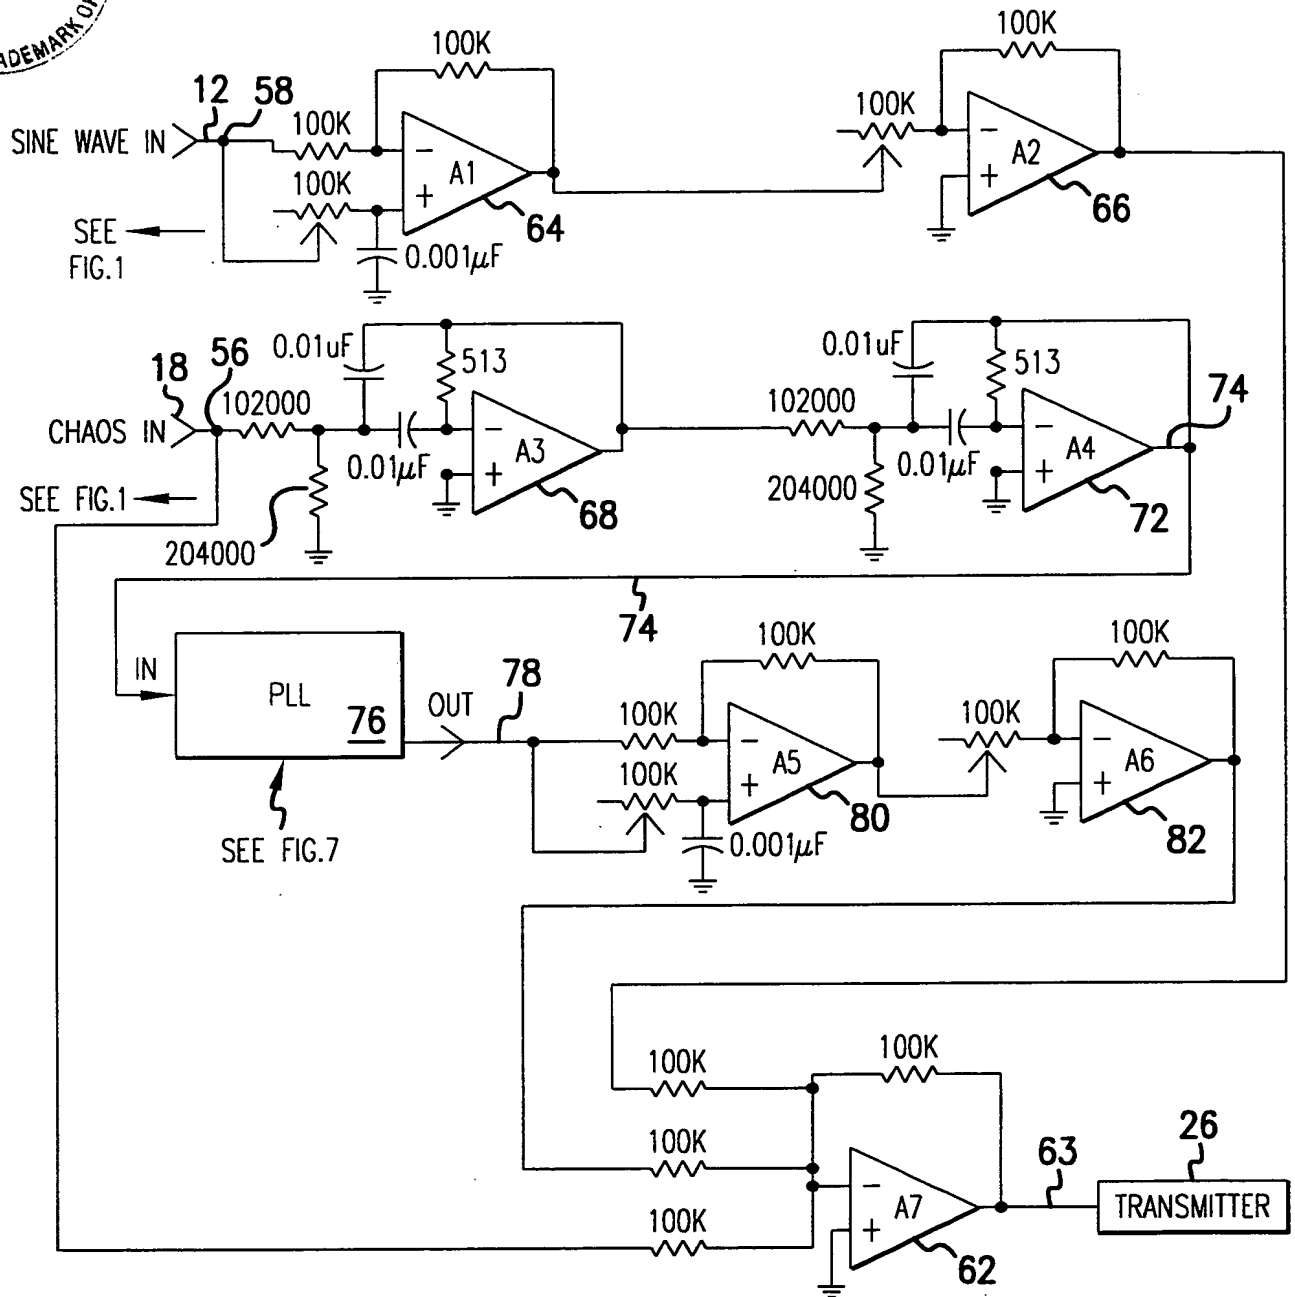 ADEMARK OF
100K
100K
12
58
SINE WAVE IN
100K
100K
A1
+
−
64
100K
A2
−
+
66
SEE
FIG.1
0.001µF
18
56
0.01uF
513
CHAOS IN
102000
0.01µF
A3
−
+
68
SEE FIG.1
204000
0.01uF
513
102000
0.01µF
204000
A4
−
+
72
74
74
IN
PLL
76
SEE FIG.7
OUT
78
100K
100K
100K
A5
−
+
80
0.001µF
100K
100K
A6
−
+
82
100K
100K
100K
100K
A7
−
+
62
63
26
TRANSMITTER